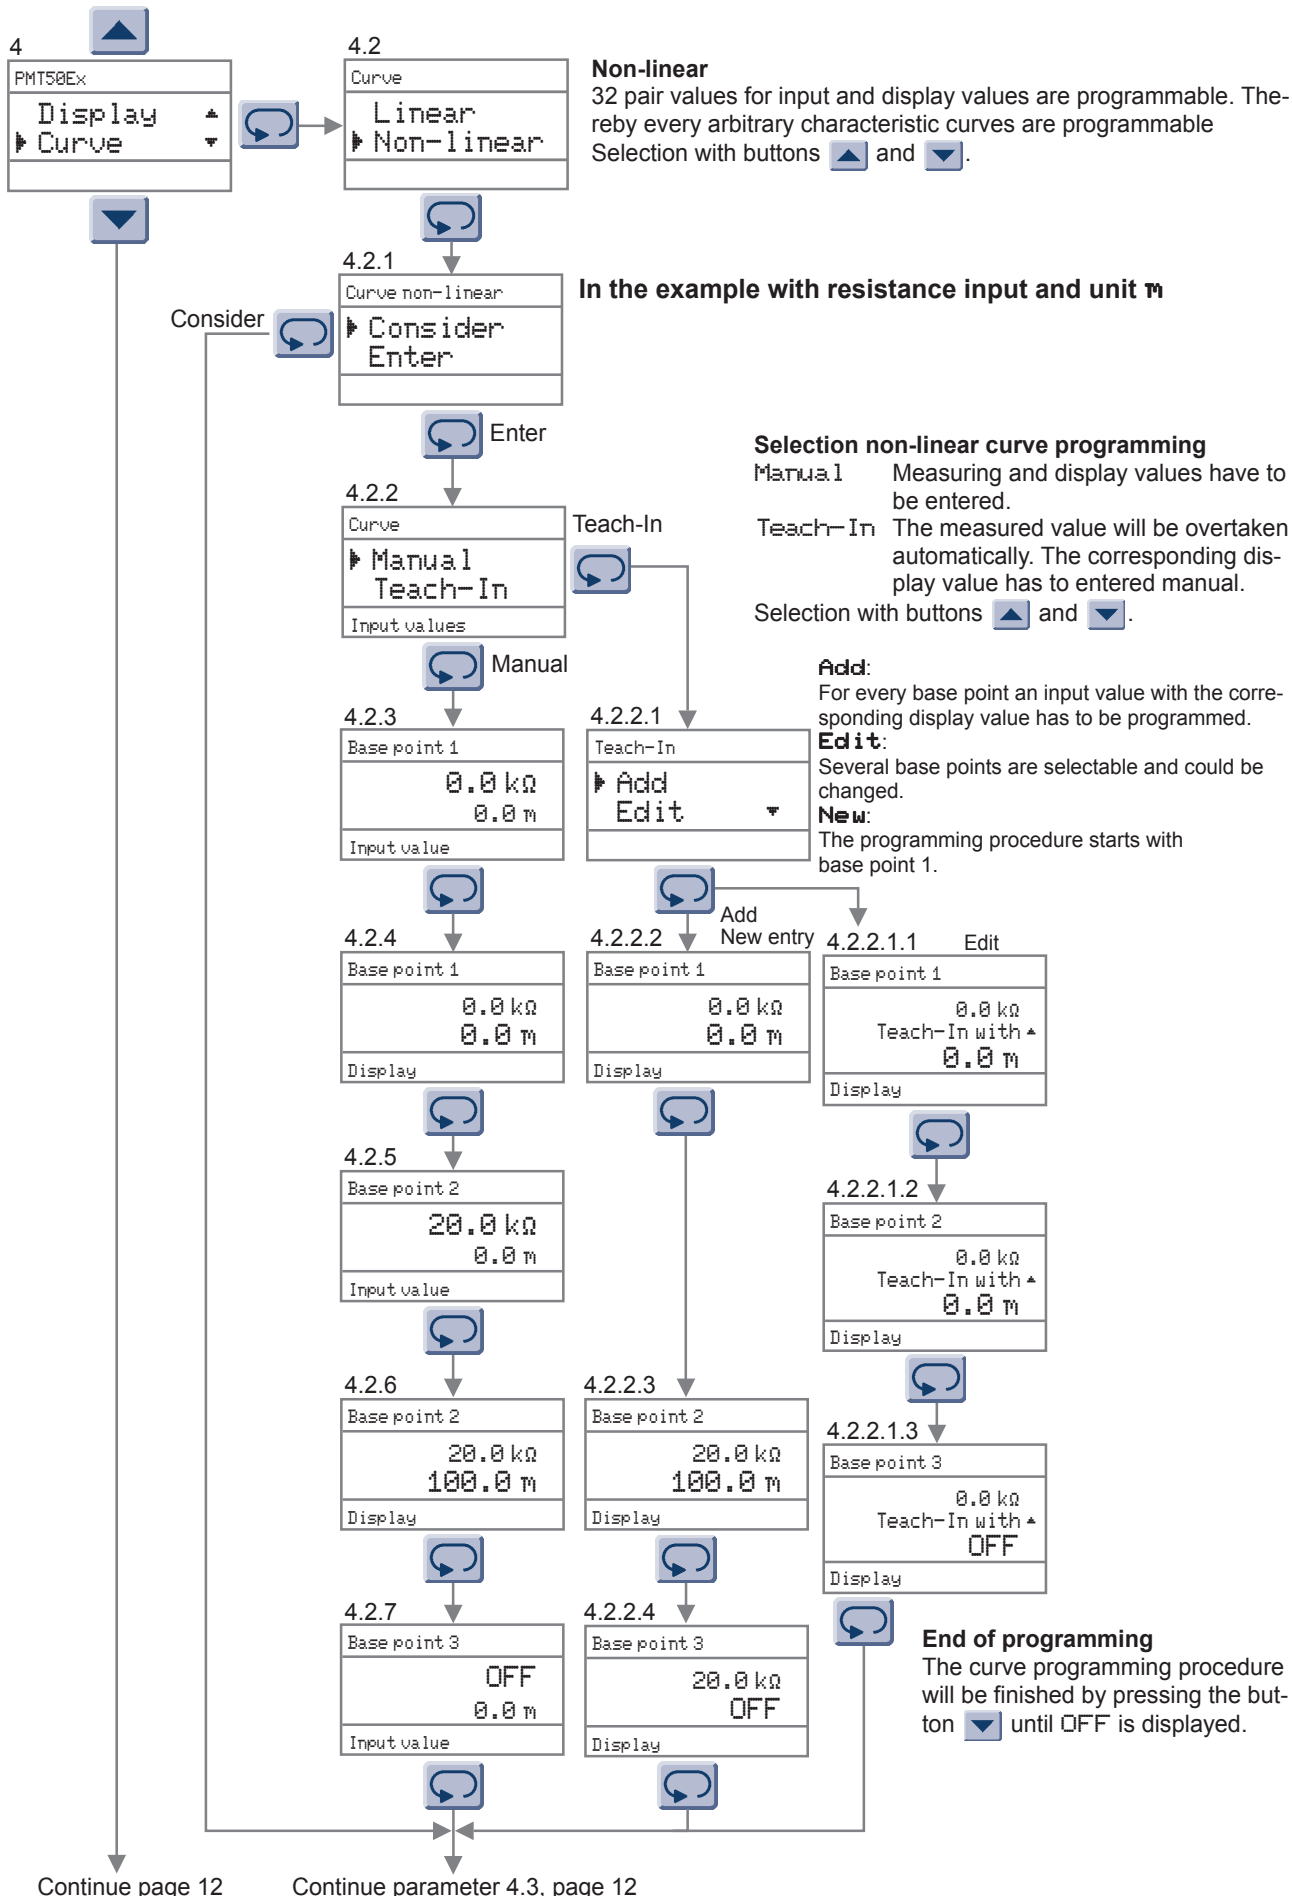 4
PMT50Ex
Display
Curve
4.2
Curve
Linear
Non-linear
Non-linear
32 pair values for input and display values are programmable. The-
reby every arbitrary characteristic curves are programmable
Selection with buttons and .
4.2.1
Curve non-linear
Consider
Enter
Consider
In the example with resistance input and unit m
Enter
Selection non-linear curve programming
Manual Measuring and display values have to
be entered.
Teach-In The measured value will be overtaken
automatically. The corresponding dis-
play value has to entered manual.
Selection with buttons and .
4.2.2
Curve
Manual
Teach-In
Input values
Teach-In
Manual
Add:
For every base point an input value with the corre-
sponding display value has to be programmed.
Edit:
Several base points are selectable and could be
changed.
New:
The programming procedure starts with
base point 1.
4.2.3
Base point 1
0.0 kΩ
0.0 m
Input value
4.2.2.1
Teach-In
Add
Edit
Add
New entry
4.2.4
Base point 1
0.0 kΩ
0.0 m
Display
4.2.2.2
Base point 1
0.0 kΩ
0.0 m
Display
4.2.2.1.1 Edit
Base point 1
0.0 kΩ
Teach-In with
0.0 m
Display
4.2.5
Base point 2
20.0 kΩ
0.0 m
Input value
4.2.2.1.2
Base point 2
0.0 kΩ
Teach-In with
0.0 m
Display
4.2.6
Base point 2
20.0 kΩ
100.0 m
Display
4.2.2.3
Base point 2
20.0 kΩ
100.0 m
Display
4.2.2.1.3
Base point 3
0.0 kΩ
Teach-In with
OFF
Display
4.2.7
Base point 3
OFF
0.0 m
Input value
4.2.2.4
Base point 3
20.0 kΩ
OFF
Display
End of programming
The curve programming procedure
will be finished by pressing the but-
ton until OFF is displayed.
Continue page 12
Continue parameter 4.3, page 12